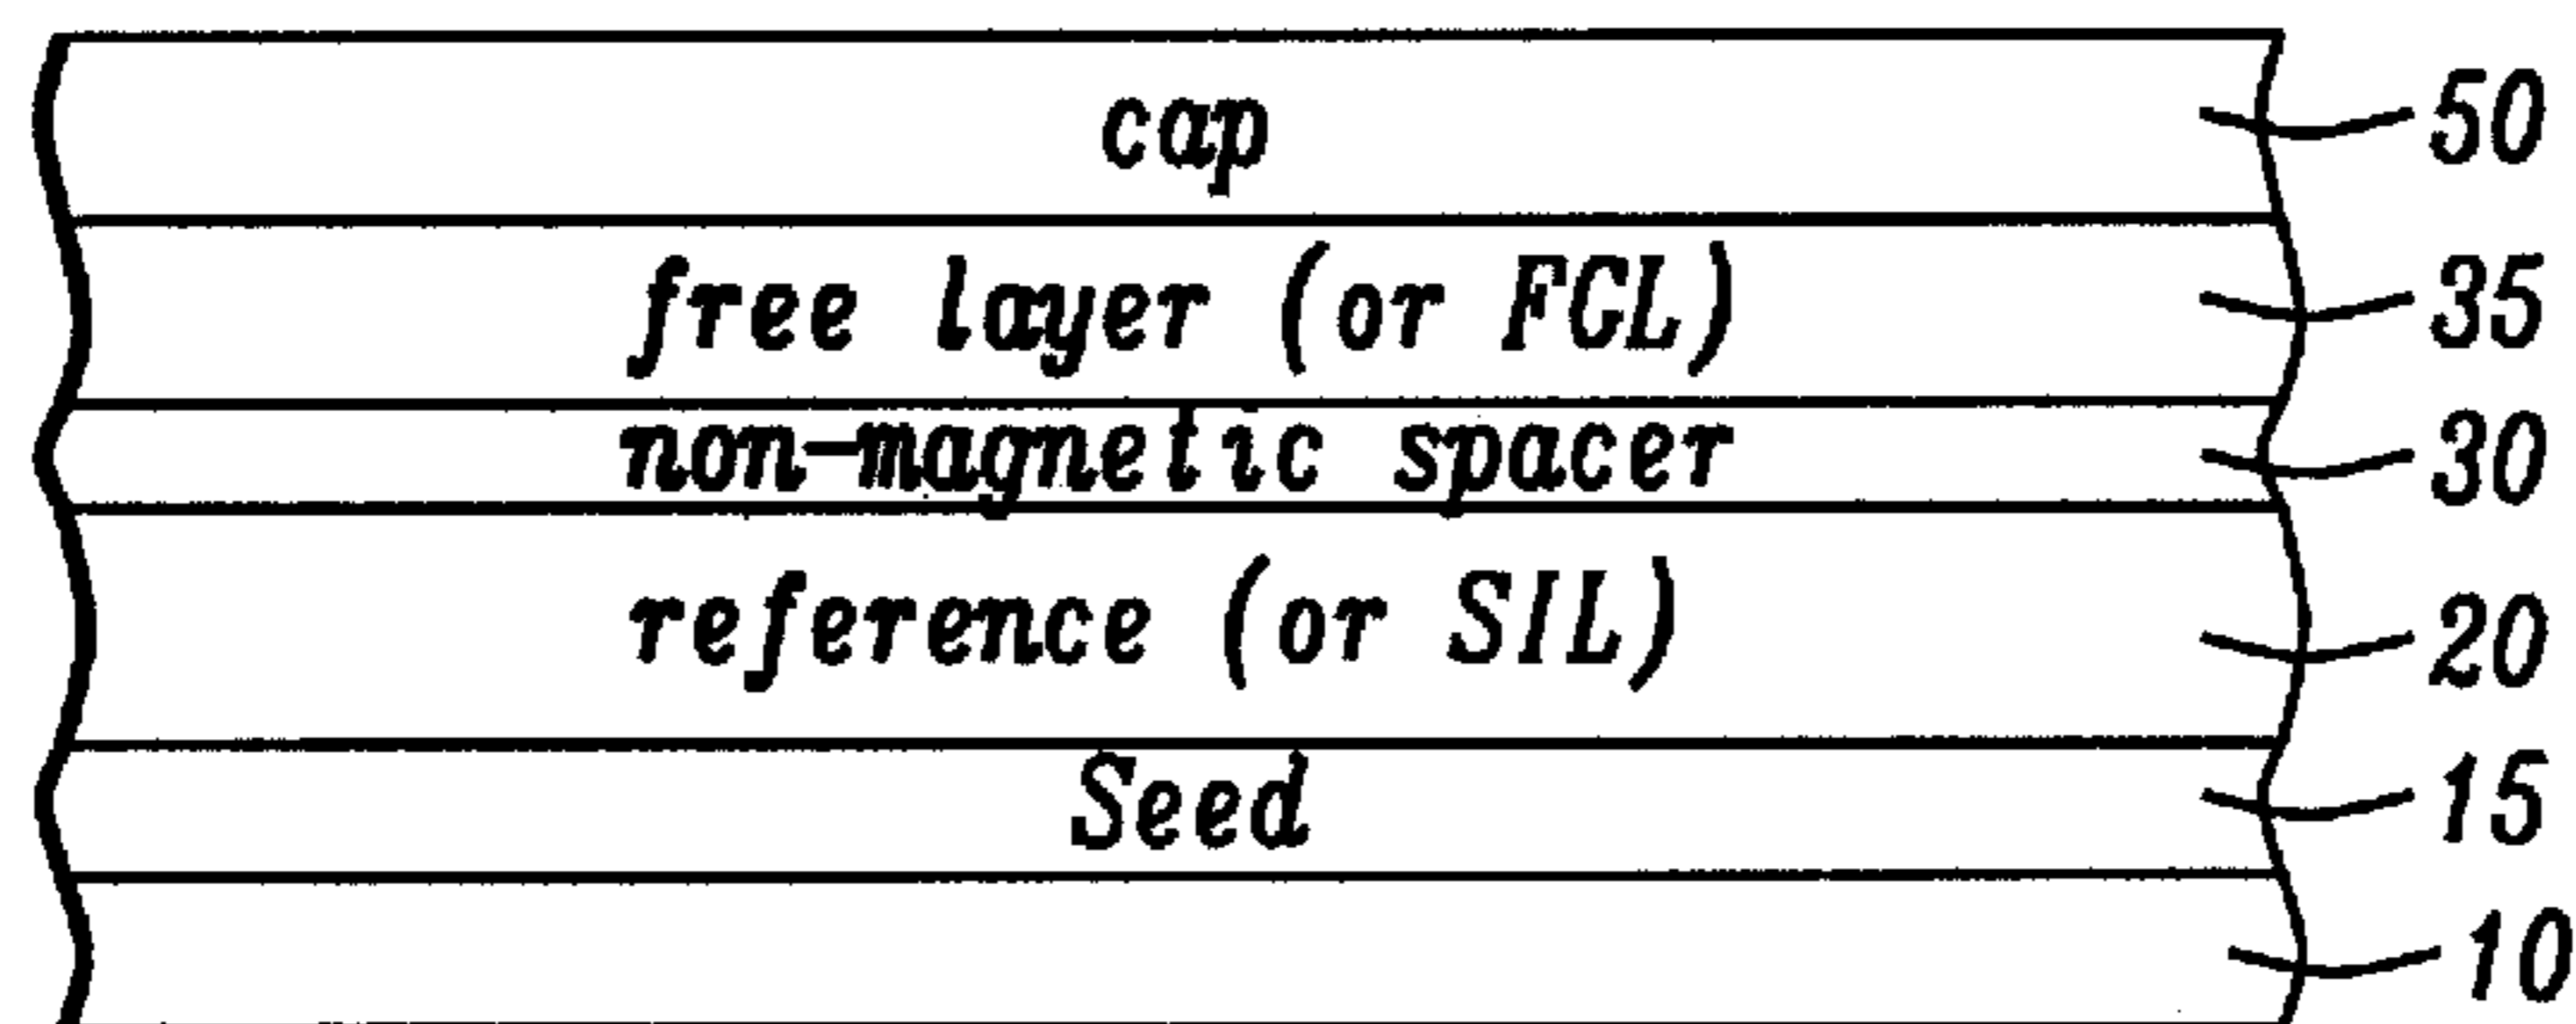 cap 50
free layer (or FGL) 35
non-magnetic spacer 30
reference (or SIL) 20
Seed 15
10